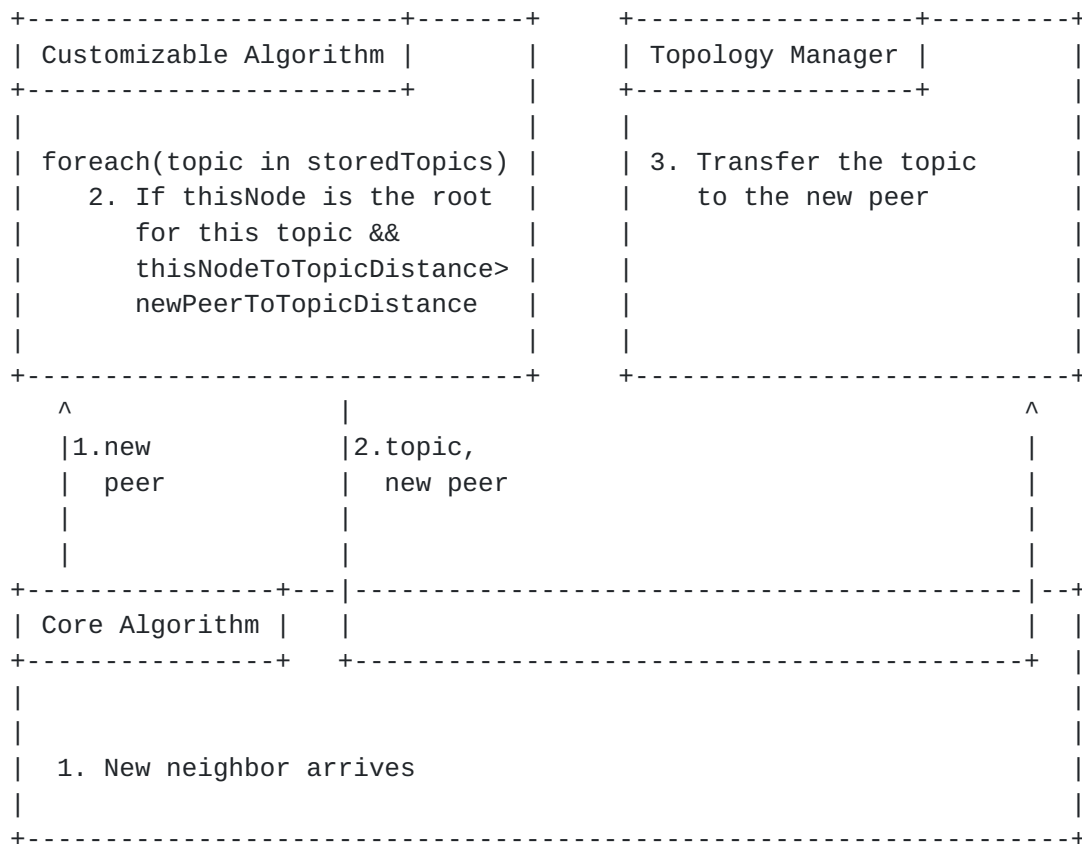 Customizable Algorithm
Topology Manager
foreach(topic in storedTopics)
2. If thisNode is the root
for this topic &&
thisNodeToTopicDistance>
newPeerToTopicDistance
3. Transfer the topic
to the new peer
1.new
peer
2.topic,
new peer
Core Algorithm
1. New neighbor arrives